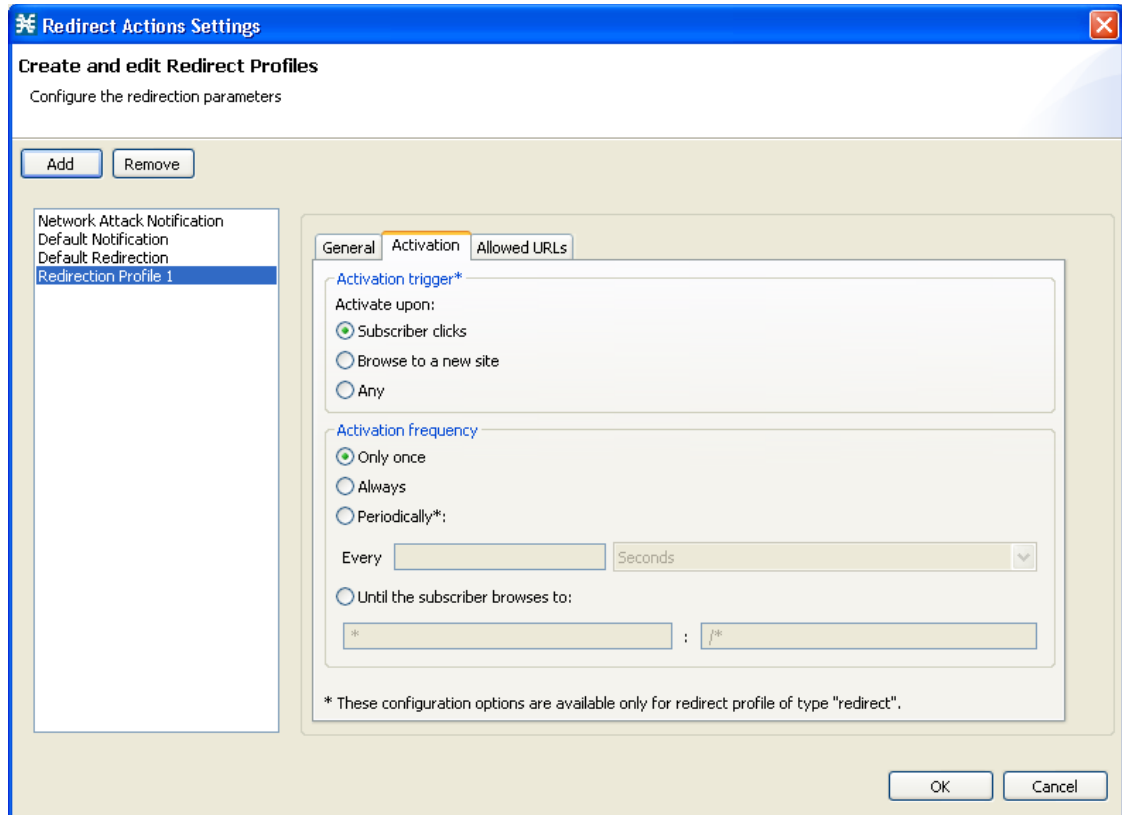 Redirect Actions Settings
Create and edit Redirect Profiles
Configure the redirection parameters
Add Remove
Network Attack Notification
Default Notification
Default Redirection
Redirection Profile 1
General Activation Allowed URLs
Activation trigger*
Activate upon:
Subscriber clicks
Browse to a new site
Any
Activation frequency
Only once
Always
Periodically*:
Every Seconds
Until the subscriber browses to:
* : /*
* These configuration options are available only for redirect profile of type "redirect".
OK Cancel